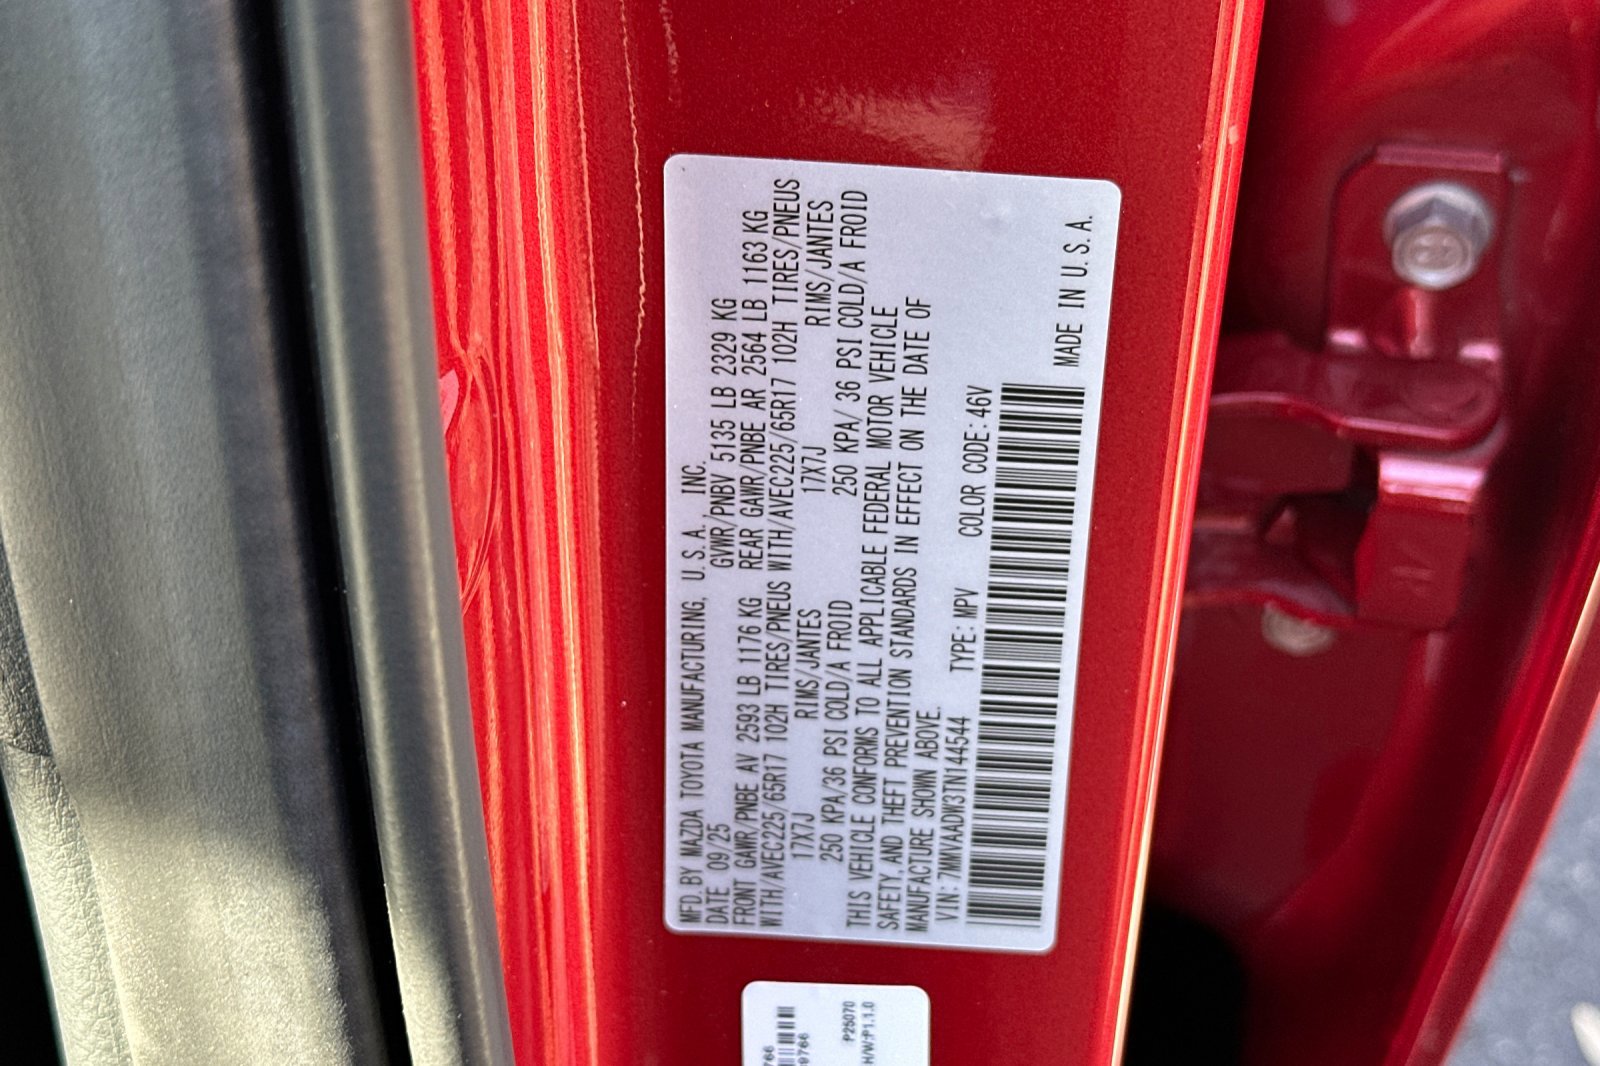 MFD. BY MAZDA TOYOTA MANUFACTURING, U. S. A. INC.
DATE 09/25 GVWR/PNBV 5135 LB 2329 KG
FRONT GAWR/PNBE AV 2593 LB 1176 KG REAR GAWR/PNBE AR 2564 LB 1163 KG
WITH/AVEC225/65R17 102H TIRES/PNEUS WITH/AVEC225/65R17 102H TIRES/PNEUS
17X7J RIMS/JANTES 17X7J RIMS/JANTES
250 KPA/36 PSI COLD/A FROID 250 KPA/ 36 PSI COLD/A FROID
THIS VEHICLE CONFORMS TO ALL APPLICABLE FEDERAL MOTOR VEHICLE
SAFETY,AND THEFT PREVENTION STANDARDS IN EFFECT ON THE DATE OF
MANUFACTURE SHOWN ABOVE.
VIN: 7MMVAADW3TN144544 TYPE: MPV COLOR CODE: 46V
MADE IN U. S. A.
P25070
H/W:P1.1.0